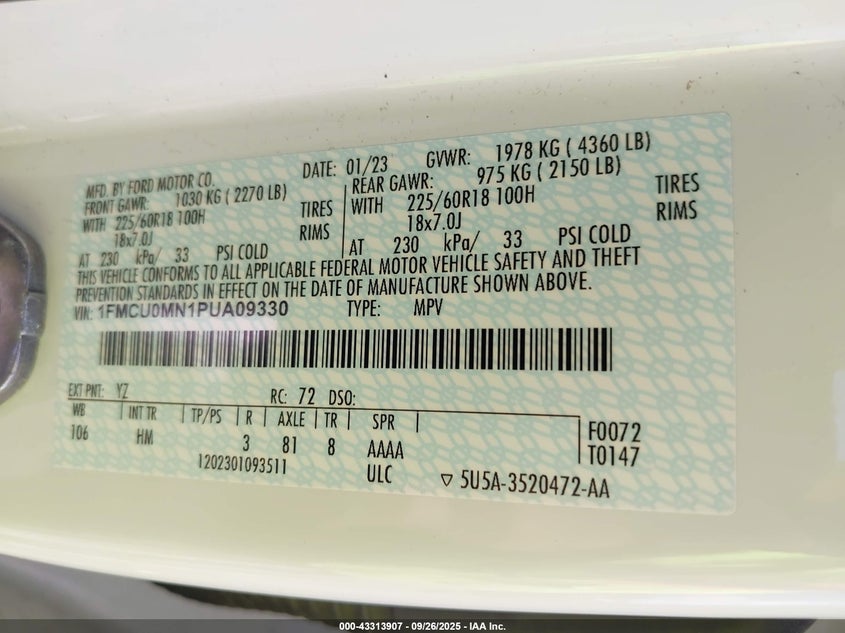 MFD. BY FORD MOTOR CO. DATE: 01/23 GVWR: 1978 KG ( 4360 LB)
FRONT GAWR: 1030 KG ( 2270 LB) REAR GAWR: 975 KG ( 2150 LB)
WITH 225/60R18 100H TIRES WITH 225/60R18 100H TIRES
18x7.0J RIMS 18x7.0J RIMS
AT 230 kPa/ 33 PSI COLD AT 230 kPa/ 33 PSI COLD
THIS VEHICLE CONFORMS TO ALL APPLICABLE FEDERAL MOTOR VEHICLE SAFETY AND THEFT
PREVENTION STANDARDS IN EFFECT ON THE DATE OF MANUFACTURE SHOWN ABOVE.
VIN: 1FMCU0MN1PUA09330 TYPE: MPV
EXT PNT: YZ RC: 72 DSO:
WB INT TR TP/PS R AXLE TR SPR
106 HM 3 81 8 AAAA
F0072
T0147
1202301093511 ULC ▽ 5U5A-3520472-AA
000-43313907 - 09/26/2025 - IAA Inc.